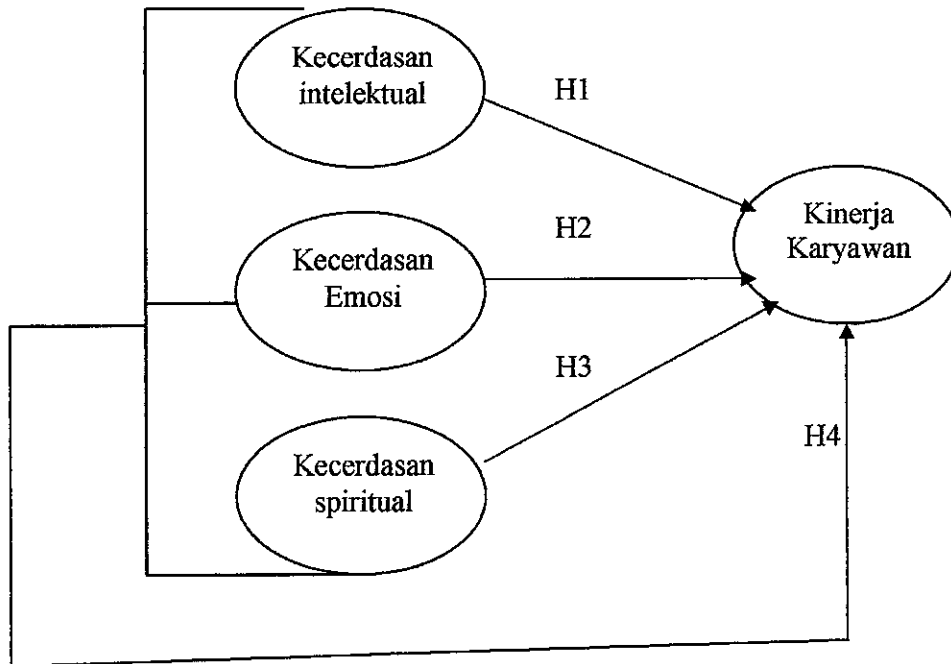 Kecerdasan
intelektual
H1
Kinerja
Karyawan
H2
Kecerdasan
Emosi
H3
H4
Kecerdasan
spiritual